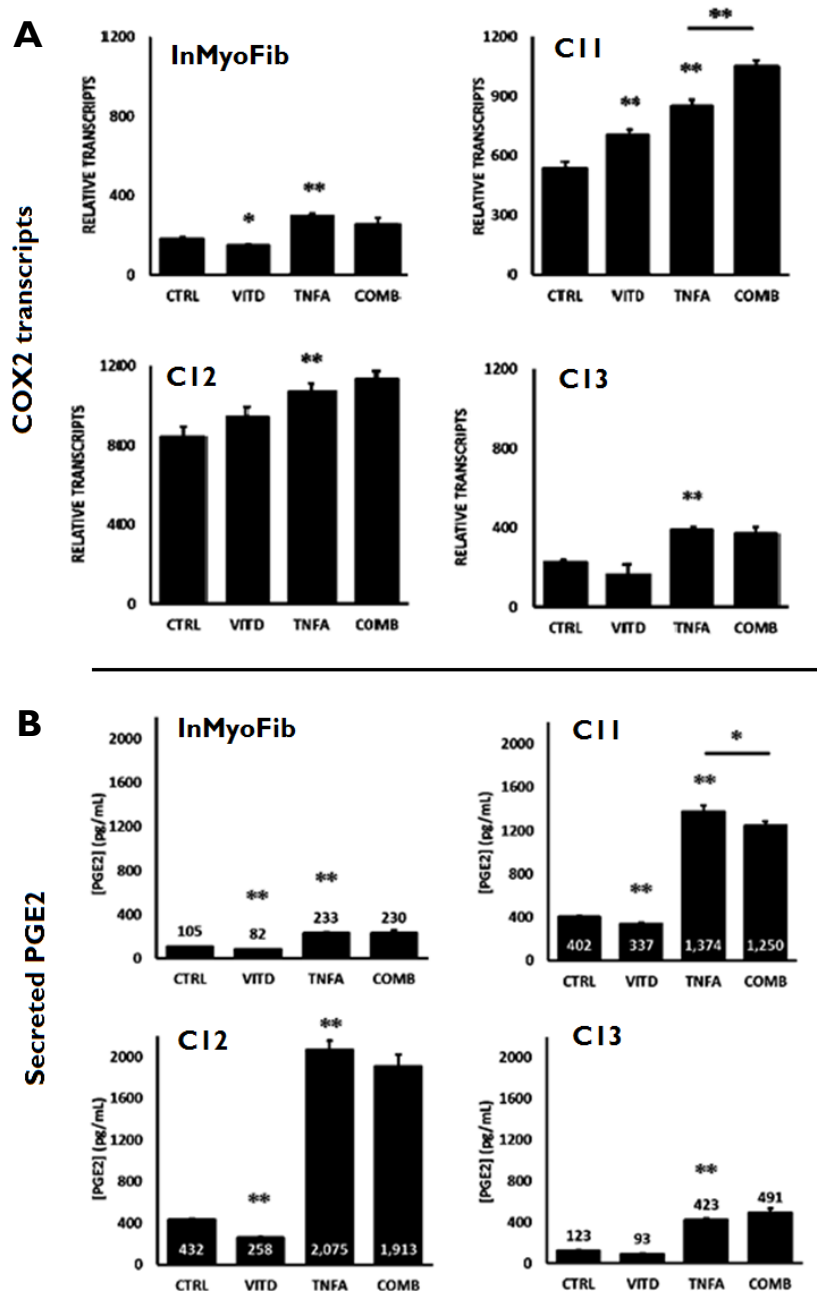 A
COX2 transcripts
InMyoFib
RELATIVE TRANSCRIPTS
1200
800
400
0
*
**
CTRL VITD TNFA COMB
C11
RELATIVE TRANSCRIPTS
1200
900
600
300
0
**
**
**
CTRL VITD TNFA COMB
C12
RELATIVE TRANSCRIPTS
1200
800
400
0
**
CTRL VITD TNFA COMB
C13
RELATIVE TRANSCRIPTS
1200
800
400
0
**
CTRL VITD TNFA COMB
B
Secreted PGE2
InMyoFib
[PGE2] (pg/mL)
2000
1600
1200
800
400
0
** **
105 82 233 230
CTRL VITD TNFA COMB
C11
[PGE2] (pg/mL)
2000
1600
1200
800
400
0
*
**
**
402 337 1,374 1,250
CTRL VITD TNFA COMB
C12
[PGE2] (pg/mL)
2000
1600
1200
800
400
0
**
**
432 258 2,075 1,913
CTRL VITD TNFA COMB
C13
[PGE2] (pg/mL)
2000
1600
1200
800
400
0
**
123 93 423 491
CTRL VITD TNFA COMB